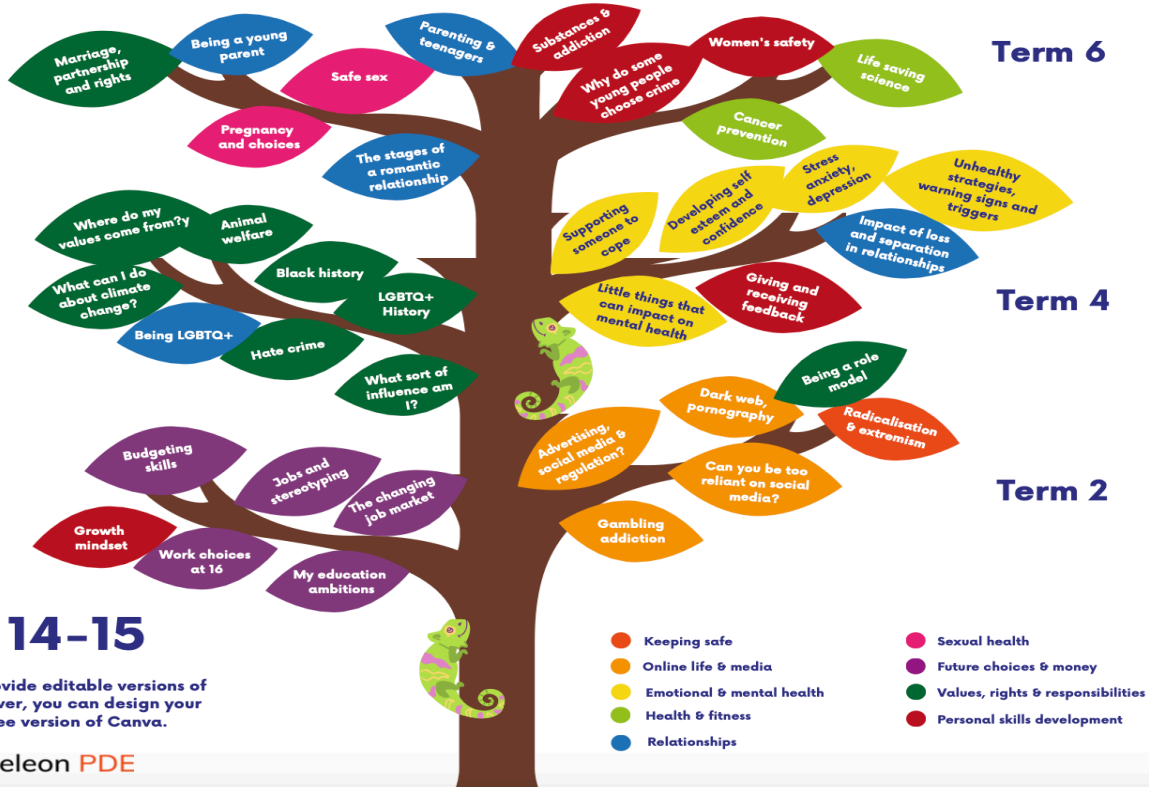 Marriage,
partnership
and rights
Being a young
parent
Safe sex
Parenting &
teenagers
Pregnancy
and choices
The stages of
a romantic
relationship
Substances &
addiction
Why do some
young people
choose crime
Women's safety
Life saving
science
Cancer
prevention
Term 6
Where do my
values come from?y
Animal
welfare
What can I do
about climate
change?
Black history
LGBTQ+
History
Being LGBTQ+
Hate crime
What sort of
influence am
I?
Supporting
someone to
cope
Developing self
esteem and
confidence
Stress
anxiety,
depression
Unhealthy
strategies,
warning signs and
triggers
Impact of loss
and separation
in relationships
Little things that
can impact on
mental health
Giving and
receiving
feedback
Term 4
Budgeting
skills
Jobs and
stereotyping
The changing
job market
Growth
mindset
Work choices
at 16
My education
ambitions
Advertising,
social media &
regulation?
Dark web,
pornography
Being a role
model
Radicalisation
& extremism
Can you be too
reliant on social
media?
Gambling
addiction
Term 2
14-15
ovide editable versions of
ver, you can design your
ee version of Canva.
eleon PDE
Keeping safe
Online life & media
Emotional & mental health
Health & fitness
Relationships
Sexual health
Future choices & money
Values, rights & responsibilities
Personal skills development